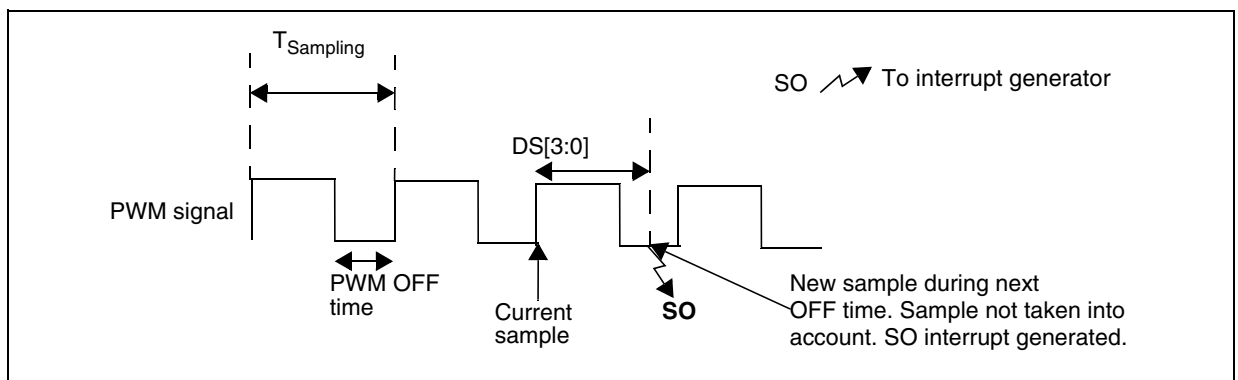 TSampling
SO To interrupt generator
DS[3:0]
PWM signal
PWM OFF
time
Current
sample
SO
New sample during next
OFF time. Sample not taken into
account. SO interrupt generated.